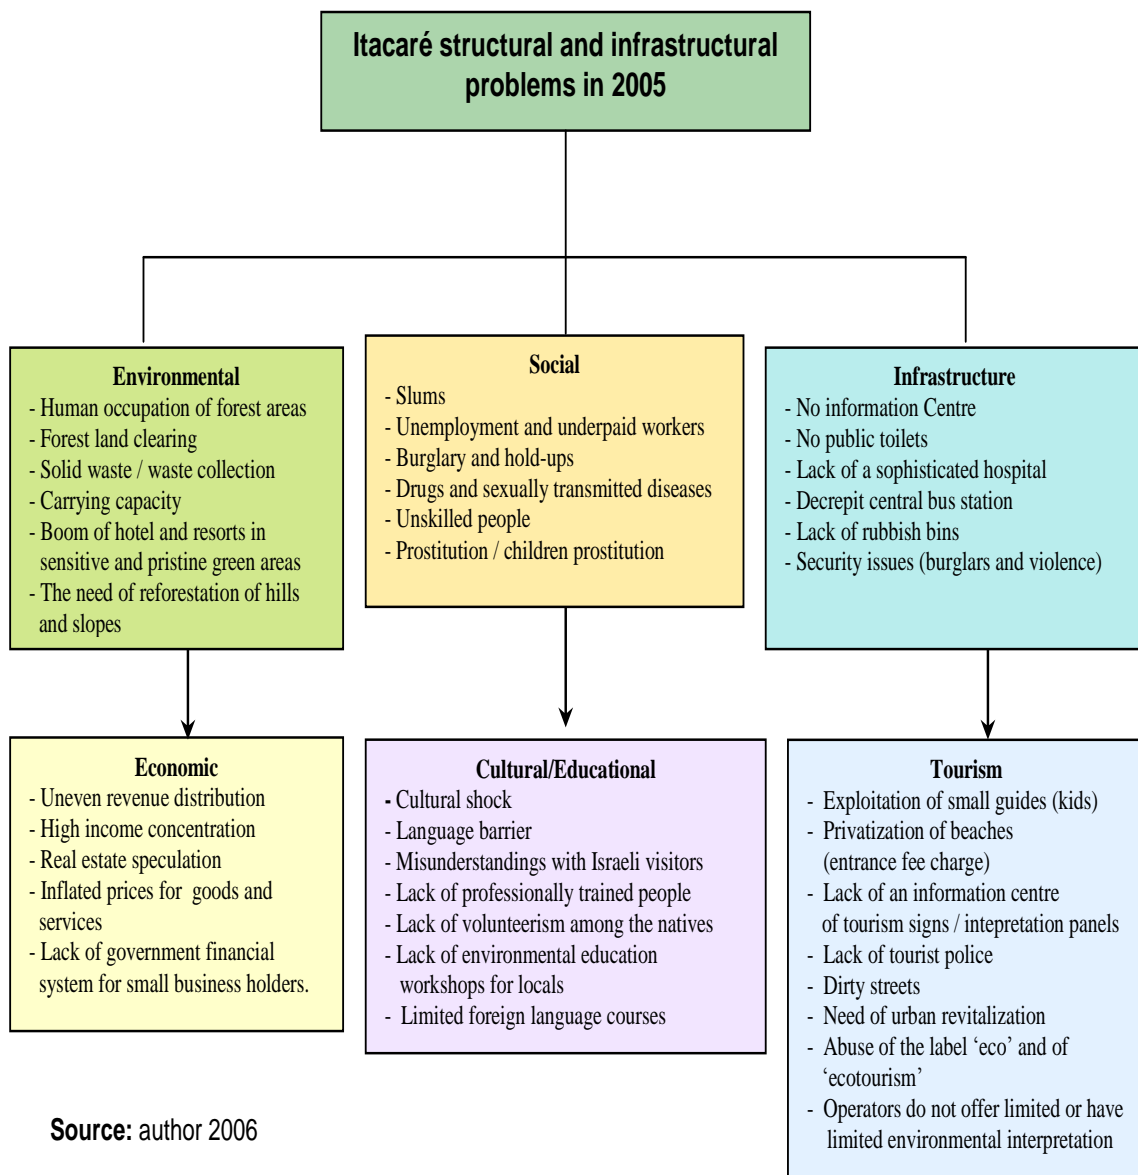 Itacaré structural and infrastructural
problems in 2005
Environmental
- Human occupation of forest areas
- Forest land clearing
- Solid waste / waste collection
- Carrying capacity
- Boom of hotel and resorts in
sensitive and pristine green areas
- The need of reforestation of hills
and slopes
Social
- Slums
- Unemployment and underpaid workers
- Burglary and hold-ups
- Drugs and sexually transmitted diseases
- Unskilled people
- Prostitution / children prostitution
Infrastructure
- No information Centre
- No public toilets
- Lack of a sophisticated hospital
- Decrepit central bus station
- Lack of rubbish bins
- Security issues (burglars and violence)
Economic
- Uneven revenue distribution
- High income concentration
- Real estate speculation
- Inflated prices for goods and
services
- Lack of government financial
system for small business holders.
Cultural/Educational
- Cultural shock
- Language barrier
- Misunderstandings with Israeli visitors
- Lack of professionally trained people
- Lack of volunteerism among the natives
- Lack of environmental education
workshops for locals
- Limited foreign language courses
Tourism
- Exploitation of small guides (kids)
- Privatization of beaches
(entrance fee charge)
- Lack of an information centre
of tourism signs / intepretation panels
- Lack of tourist police
- Dirty streets
- Need of urban revitalization
- Abuse of the label ‘eco’ and of
‘ecotourism’
- Operators do not offer limited or have
limited environmental interpretation
Source: author 2006